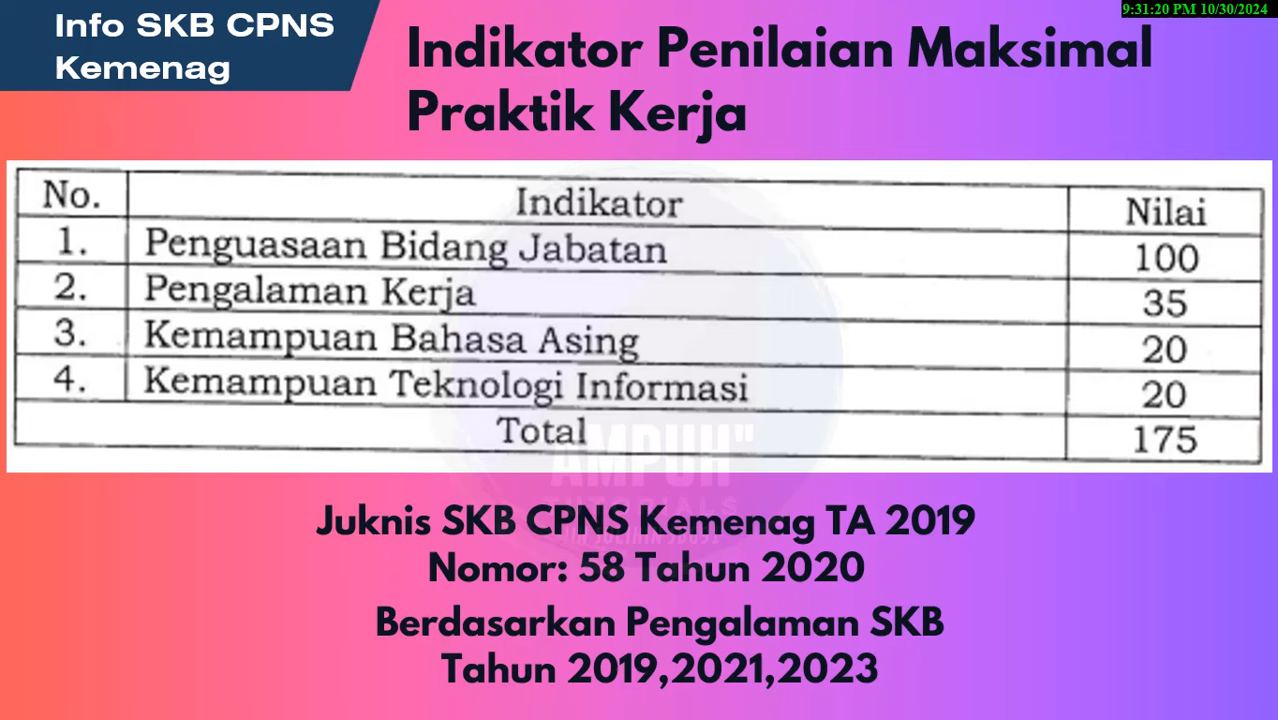 9:31:20 PM 10/30/2024
Info SKB CPNS
Kemenag
Indikator Penilaian Maksimal
Praktik Kerja
No. Indikator Nilai
1. Penguasaan Bidang Jabatan 100
2. Pengalaman Kerja 35
3. Kemampuan Bahasa Asing 20
4. Kemampuan Teknologi Informasi 20
Total 175
AMPUH"
TUTORIALS
Juknis SKB CPNS Kemenag TA 2019
Nomor: 58 Tahun 2020
Berdasarkan Pengalaman SKB
Tahun 2019,2021,2023